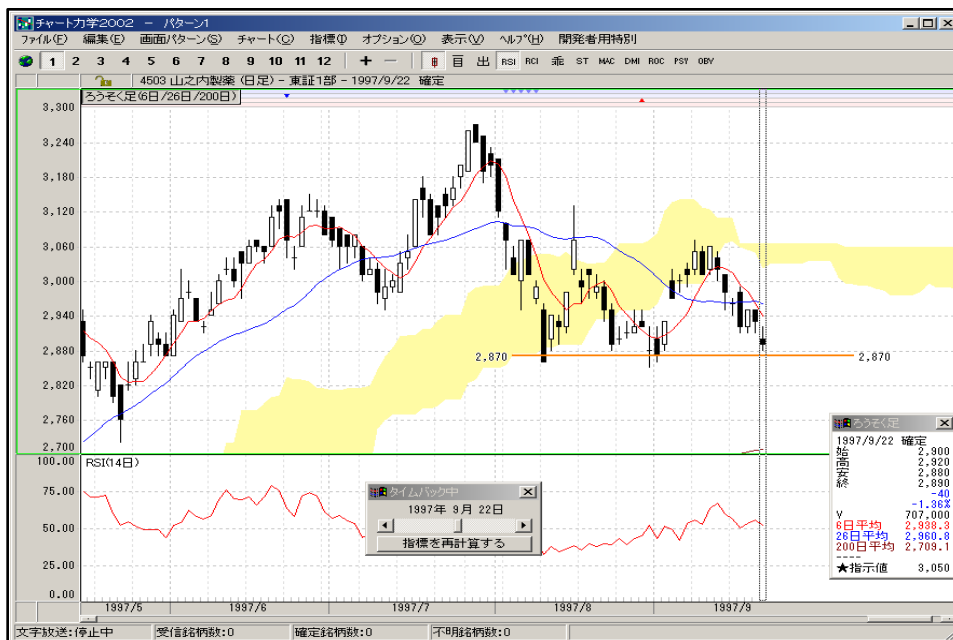 チャート力学2002 － パターン1
ファイル(F) 編集(E) 画面パターン(S) チャート(C) 指標(I) オプション(O) 表示(V) ヘルプ(H) 開発者用特別
1 2 3 4 5 6 7 8 9 10 11 12 ＋ － 目 出 RSI RCI 乖 ST MAC DMI ROC PSY OBV
4503 山之内製薬 (日足) - 東証1部 - 1997/9/22 確定
ろうそく足(6日/26日/200日)
3,300
3,240
3,180
3,120
3,060
3,000
2,940
2,880
2,820
2,760
2,700
2,870
2,870
ろうそく足
1997/9/22 確定
始 2,900
高 2,920
安 2,880
終 2,890
-40
-1.36%
V 707,000
6日平均 2,938.3
26日平均 2,960.8
200日平均 2,709.1
----
★指示値 3,050
RSI(14日)
100.00
75.00
50.00
25.00
0.00
タイムバック中
1997年 9月 22日
指標を再計算する
1997/5 1997/6 1997/7 1997/8 1997/9
文字放送:停止中 受信銘柄数:0 確定銘柄数:0 不明銘柄数:0